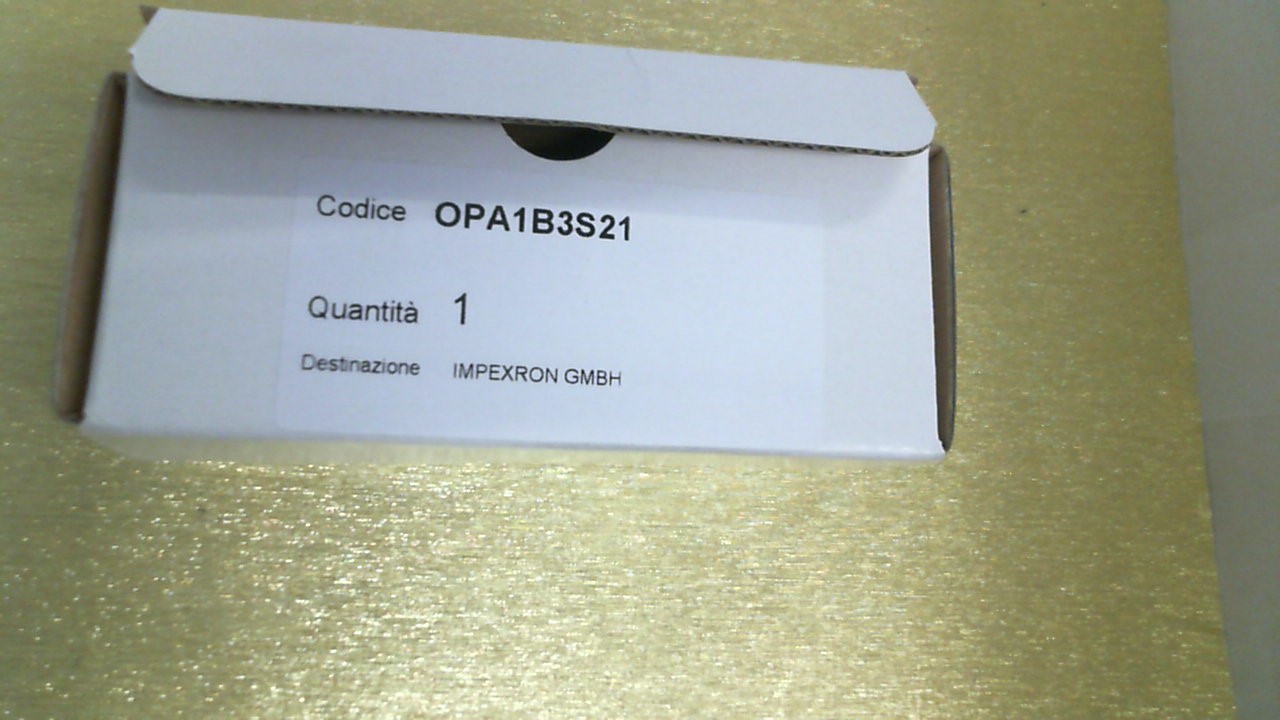 Codice OPA1B3S21
Quantità 1
Destinazione IMPEXRON GMBH